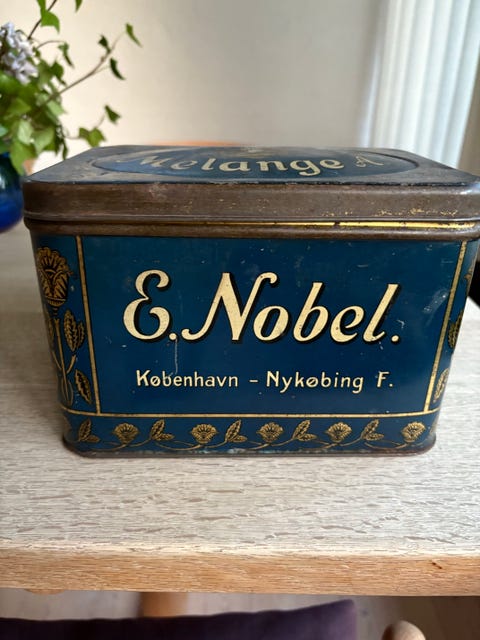 Melange A
E. Nobel.
København - Nykøbing F.